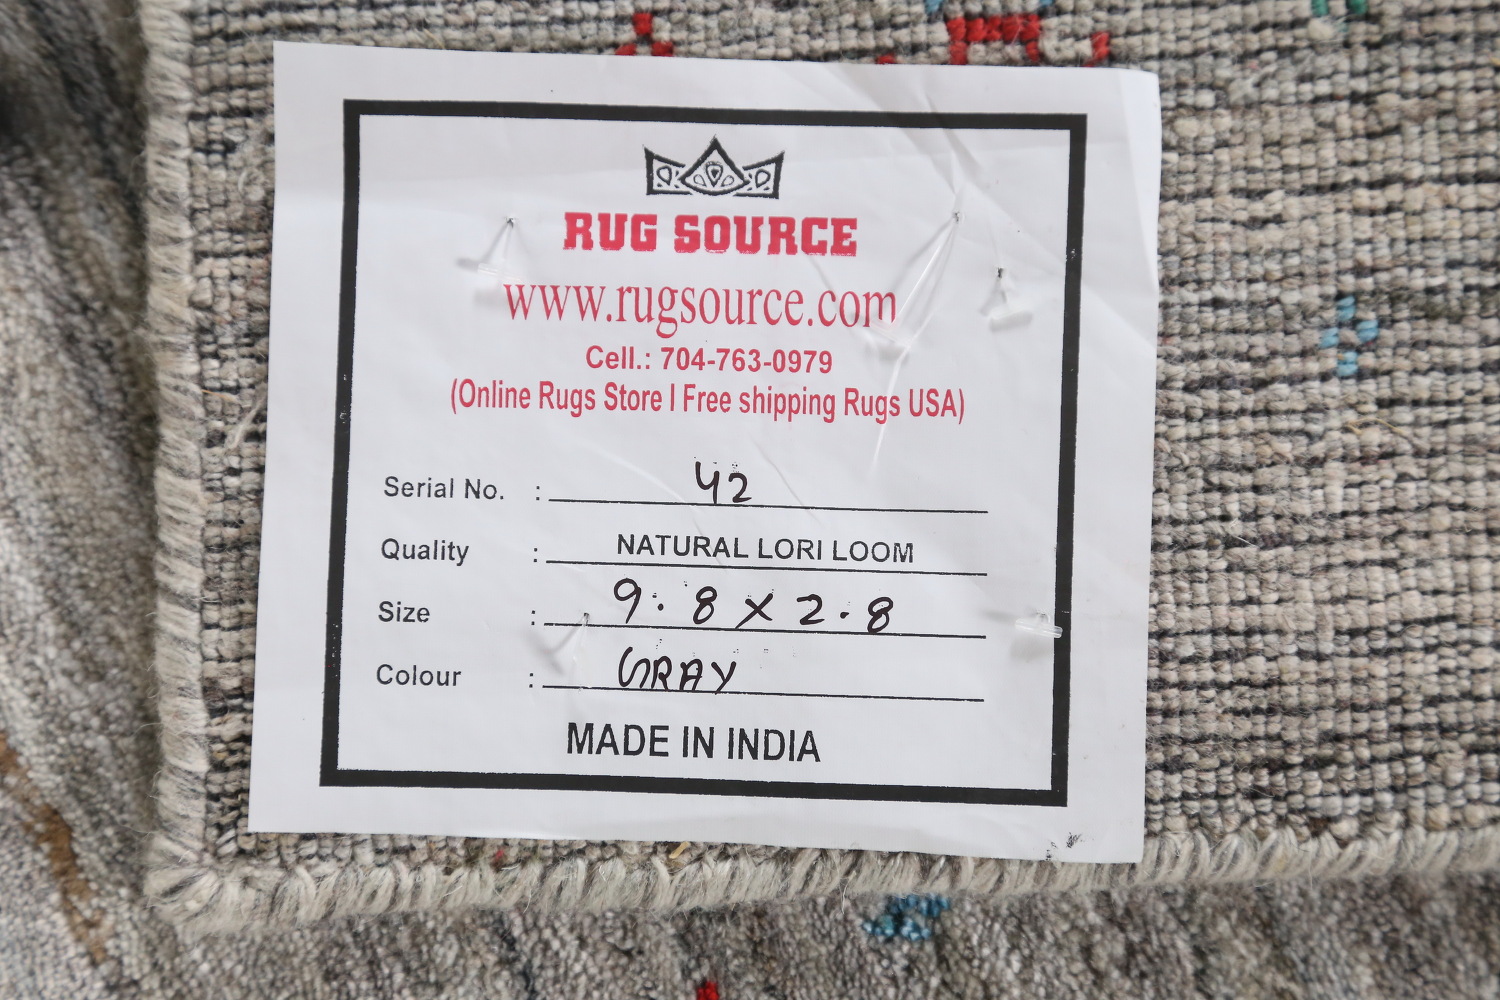 RUG SOURCE
www.rugsource.com
Cell.: 704-763-0979
(Online Rugs Store I Free shipping Rugs USA)
Serial No. : 42
Quality : NATURAL LORI LOOM
Size : 9.8 x 2.8
Colour : GRAY
MADE IN INDIA